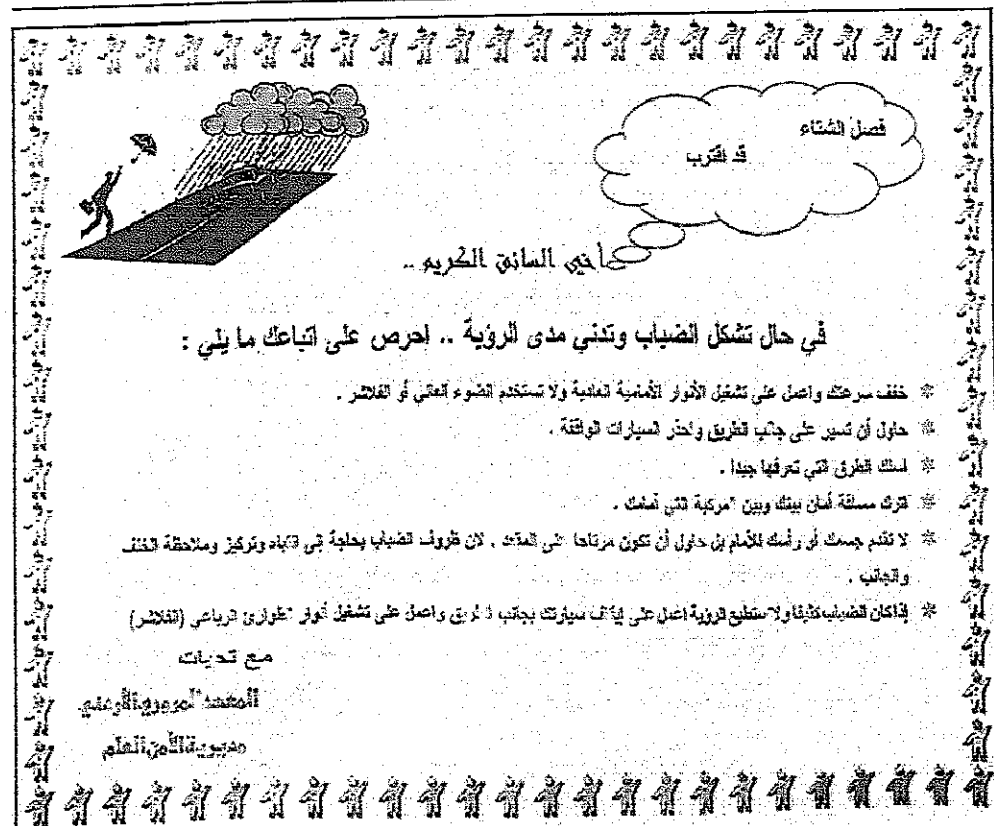 فصل الشتاء
قد اقترب
أخي السائق الكريم ..
في حال تشكل الضباب وتدني مدى الرؤية .. احرص على اتباعك ما يلي :
خفف سرعتك واعمل على تشغيل الأنوار الأمامية العادية ولا تستخدم الضوء العالي أو الفلاشر .
حاول أن تسير على جانب الطريق واحذر السيارات الواقفة .
اسلك الطرق التي تعرفها جيدا .
اترك مسافة أمان بينك وبين المركبة التي أمامك .
لا تقدم جسمك أو رأسك للأمام بل حاول أن تكون مرتاحا على المقعد , لان ظروف الضباب بحاجة إلى انتباه وتركيز وملاحظة الخلف
والجانب .
إذا كان الضباب كثيفا ولا تستطيع الرؤية اعمل على إيقاف سيارتك بجانب الطريق واعمل على تشغيل أنوار الطوارئ الرباعي (الفلاشر)
مع تحيات
المعهد المروري الأردني
مديرية الأمن العام